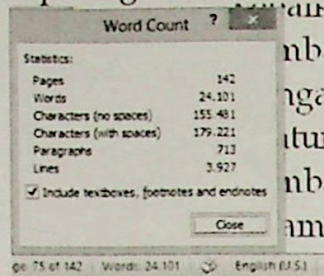 Word Count ?
Statistics:
Pages 142
Words 24.101
Characters (no spaces) 155.481
Characters (with spaces) 179.221
Paragraphs 713
Lines 3.927
Include textboxes, footnotes and endnotes
Close
ge: 75 of 142 Words: 24.101 English (U.S.)